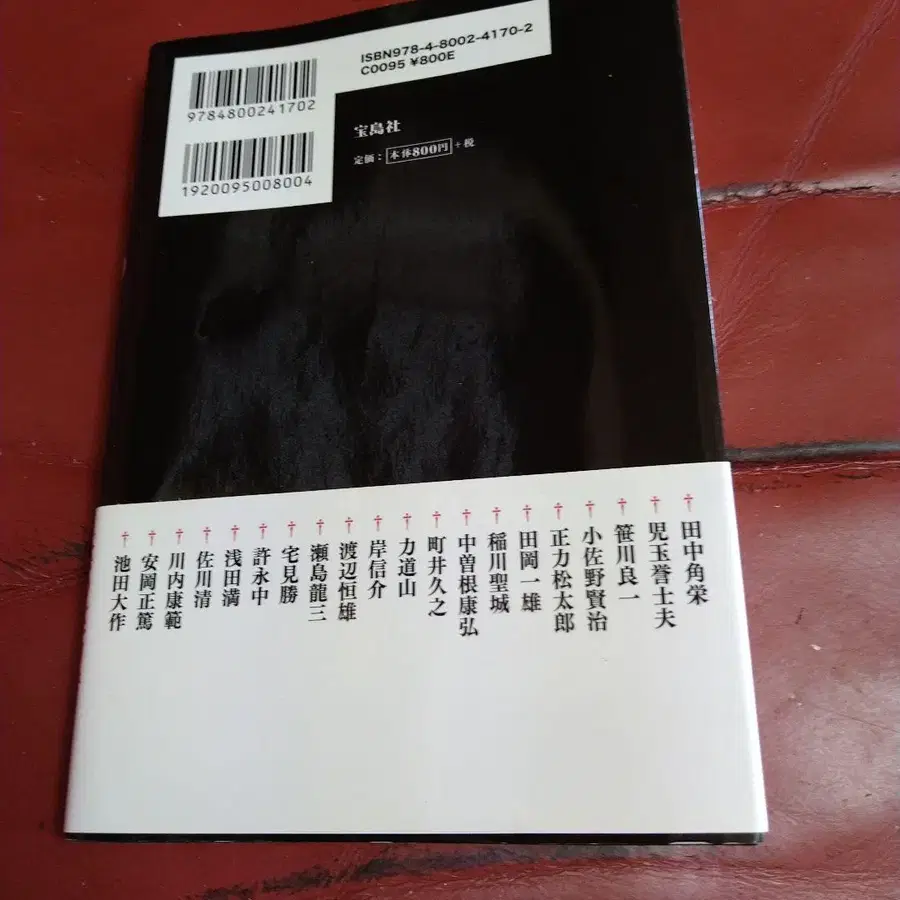 ISBN978-4-8002-4170-2
C0095 ¥800E
9784800241702
1920095008004
宝島社
定価：本体800円+税
†田中角栄
†児玉誉士夫
†笹川良一
†小佐野賢治
†正力松太郎
†田岡一雄
†稲川聖城
†中曽根康弘
†町井久之
†力道山
†岸信介
†渡辺恒雄
†瀬島龍三
†宅見勝
†許永中
†浅田満
†佐川清
†川内康範
†安岡正篤
†池田大作